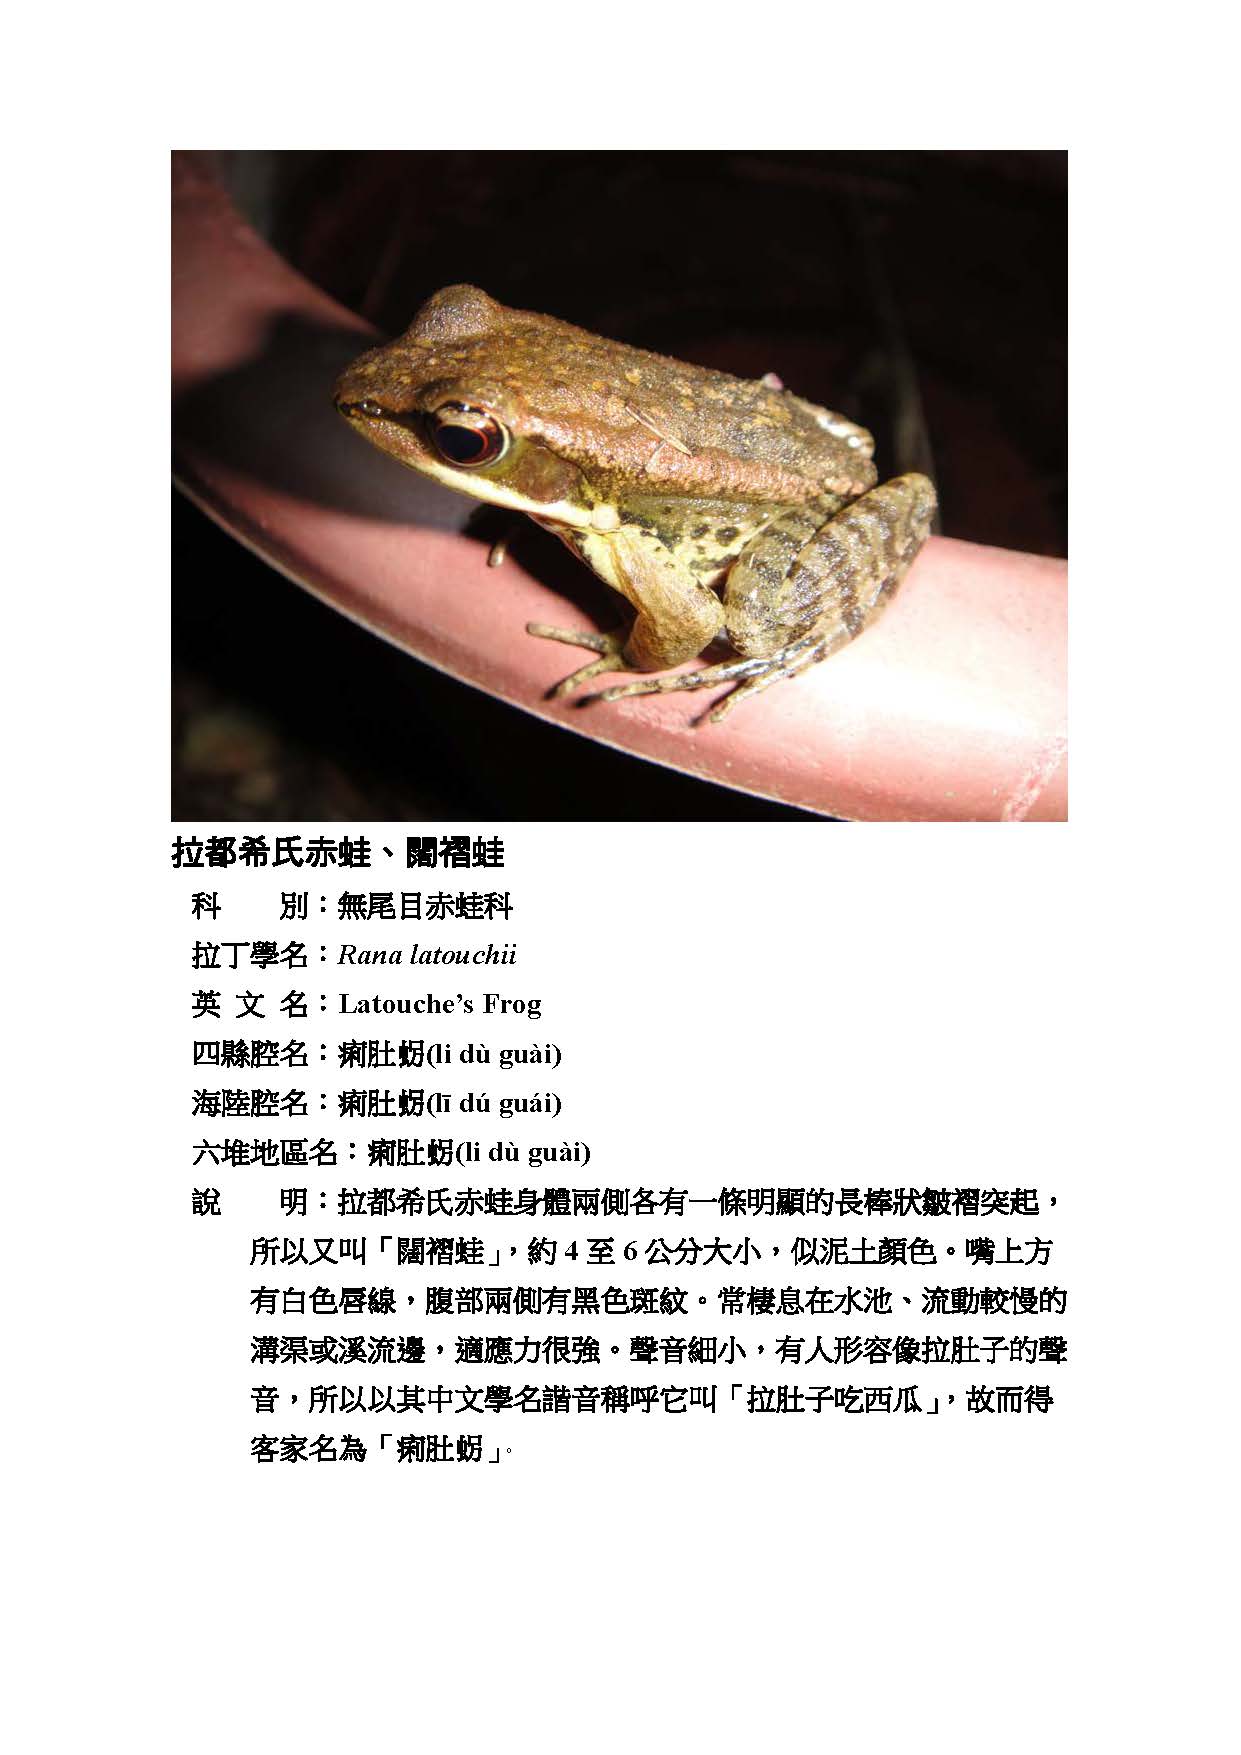 拉都希氏赤蛙、闊褶蛙
科　　別：無尾目赤蛙科
拉丁學名：Rana latouchii
英 文 名：Latouche’s Frog
四縣腔名：痢肚蛃(li dù guài)
海陸腔名：痢肚蛃(lī dú guái)
六堆地區名：痢肚蛃(li dù guài)
說　　明：拉都希氏赤蛙身體兩側各有一條明顯的長棒狀皺褶突起，
所以又叫「闊褶蛙」，約 4 至 6 公分大小，似泥土顏色。嘴上方
有白色唇線，腹部兩側有黑色斑紋。常棲息在水池、流動較慢的
溝渠或溪流邊，適應力很強。聲音細小，有人形容像拉肚子的聲
音，所以以其中文學名諧音稱呼它叫「拉肚子吃西瓜」，故而得
客家名為「痢肚蛃」。